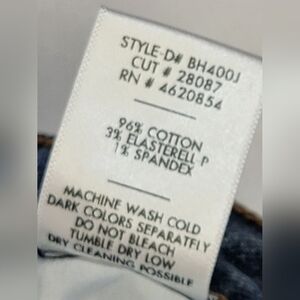 STYLE-D# BH400J
CUT # 28087
RN # 4620854
96% COTTON
3% ELASTERELL-P
1% SPANDEX
MACHINE WASH COLD
DARK COLORS SEPARATELY
DO NOT BLEACH
TUMBLE DRY LOW
DRY CLEANING POSSIBLE